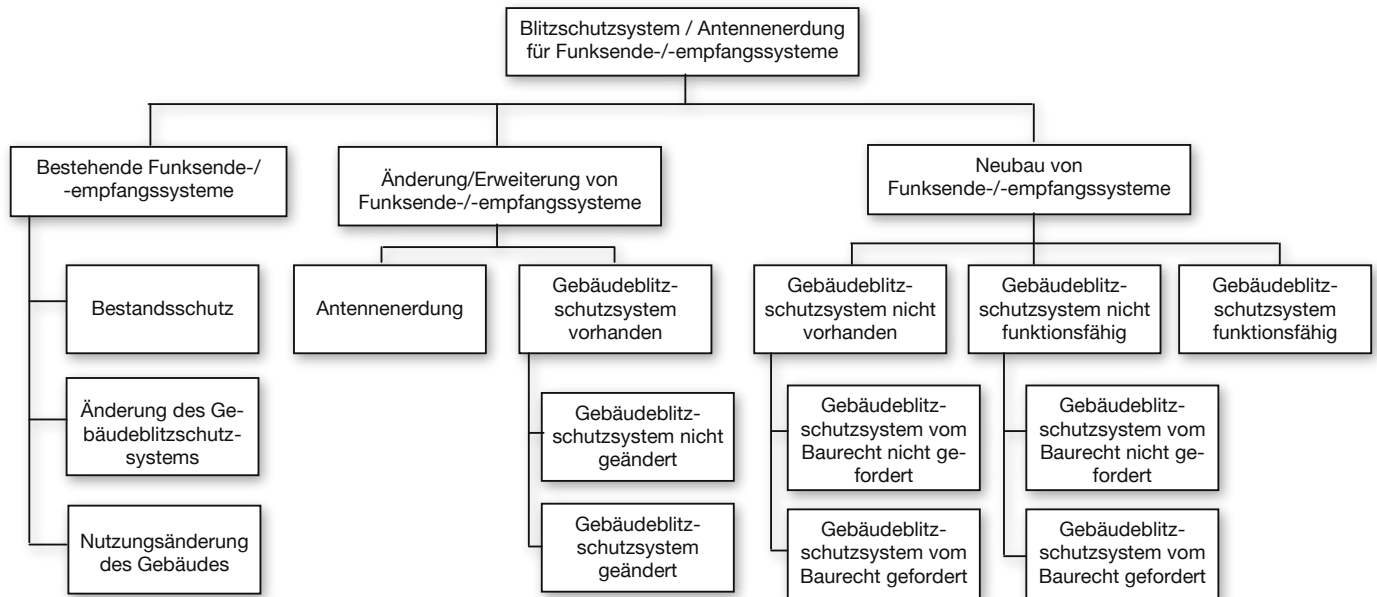 Blitzschutzsystem / Antennenerdung
für Funksende-/-empfangssysteme
Bestehende Funksende-/
-empfangssysteme
Änderung/Erweiterung von
Funksende-/-empfangssysteme
Neubau von
Funksende-/-empfangssysteme
Bestandsschutz
Änderung des Ge-
bäudeblitzschutz-
systems
Nutzungsänderung
des Gebäudes
Antennenerdung
Gebäudeblitz-
schutzsystem
vorhanden
Gebäudeblitz-
schutzsystem nicht
geändert
Gebäudeblitz-
schutzsystem
geändert
Gebäudeblitz-
schutzsystem nicht
vorhanden
Gebäudeblitz-
schutzsystem vom
Baurecht nicht ge-
fordert
Gebäudeblitz-
schutzsystem vom
Baurecht gefordert
Gebäudeblitz-
schutzsystem nicht
funktionsfähig
Gebäudeblitz-
schutzsystem vom
Baurecht nicht ge-
fordert
Gebäudeblitz-
schutzsystem vom
Baurecht gefordert
Gebäudeblitz-
schutzsystem
funktionsfähig